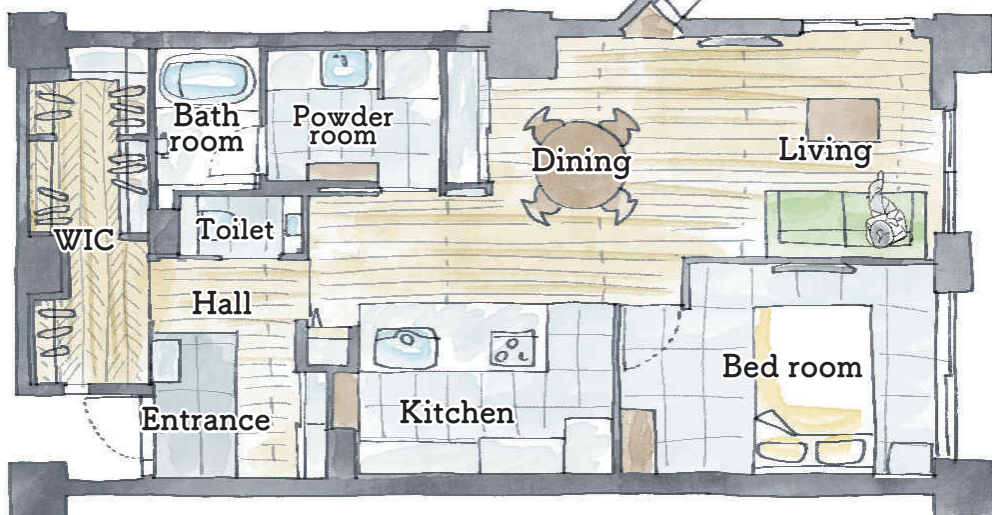 Bath
room
Powder
room
Dining
Living
Toilet
WIC
Hall
Bed room
Kitchen
Entrance